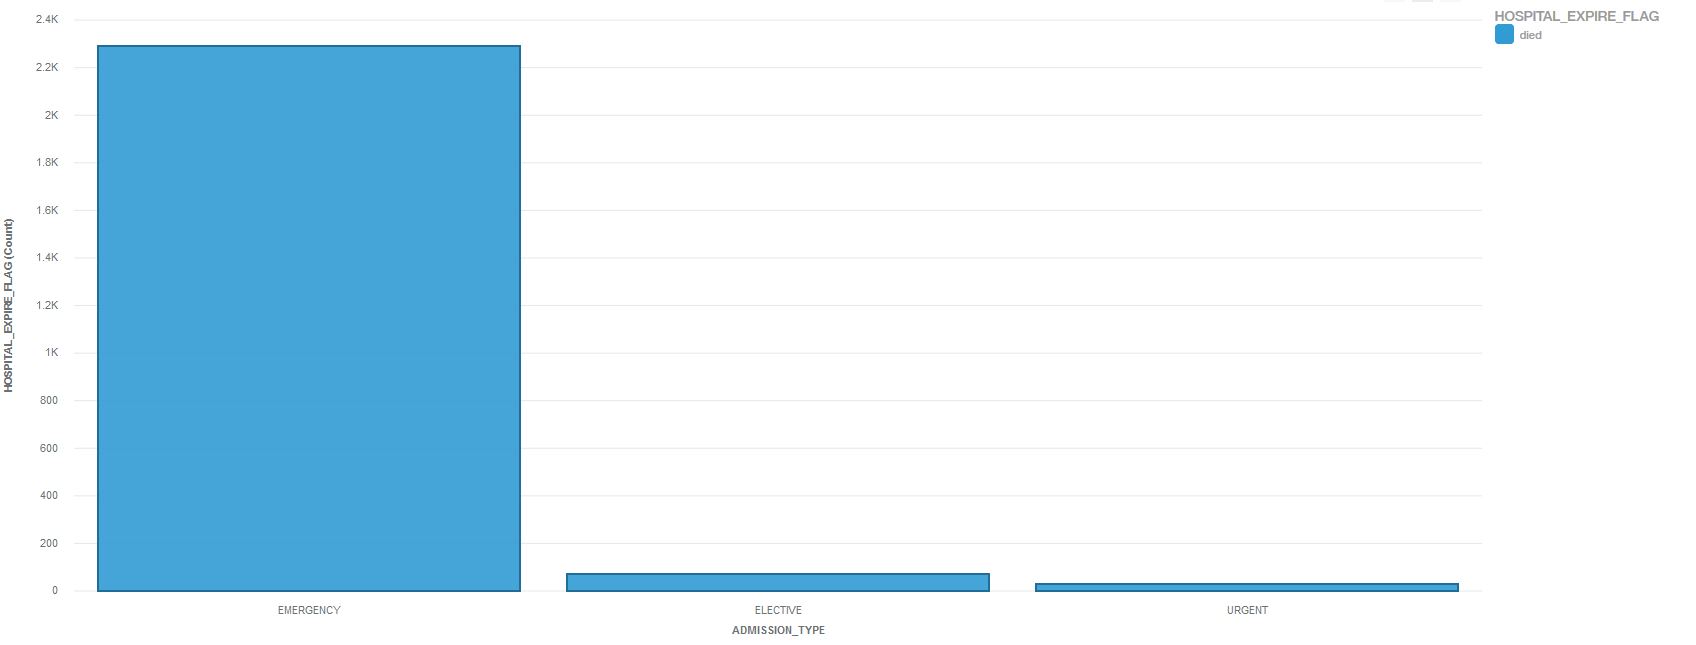 HOSPITAL_EXPIRE_FLAG
died
HOSPITAL_EXPIRE_FLAG (Count)
2.4K
2.2K
2K
1.8K
1.6K
1.4K
1.2K
1K
800
600
400
200
0
EMERGENCY ELECTIVE URGENT
ADMISSION_TYPE